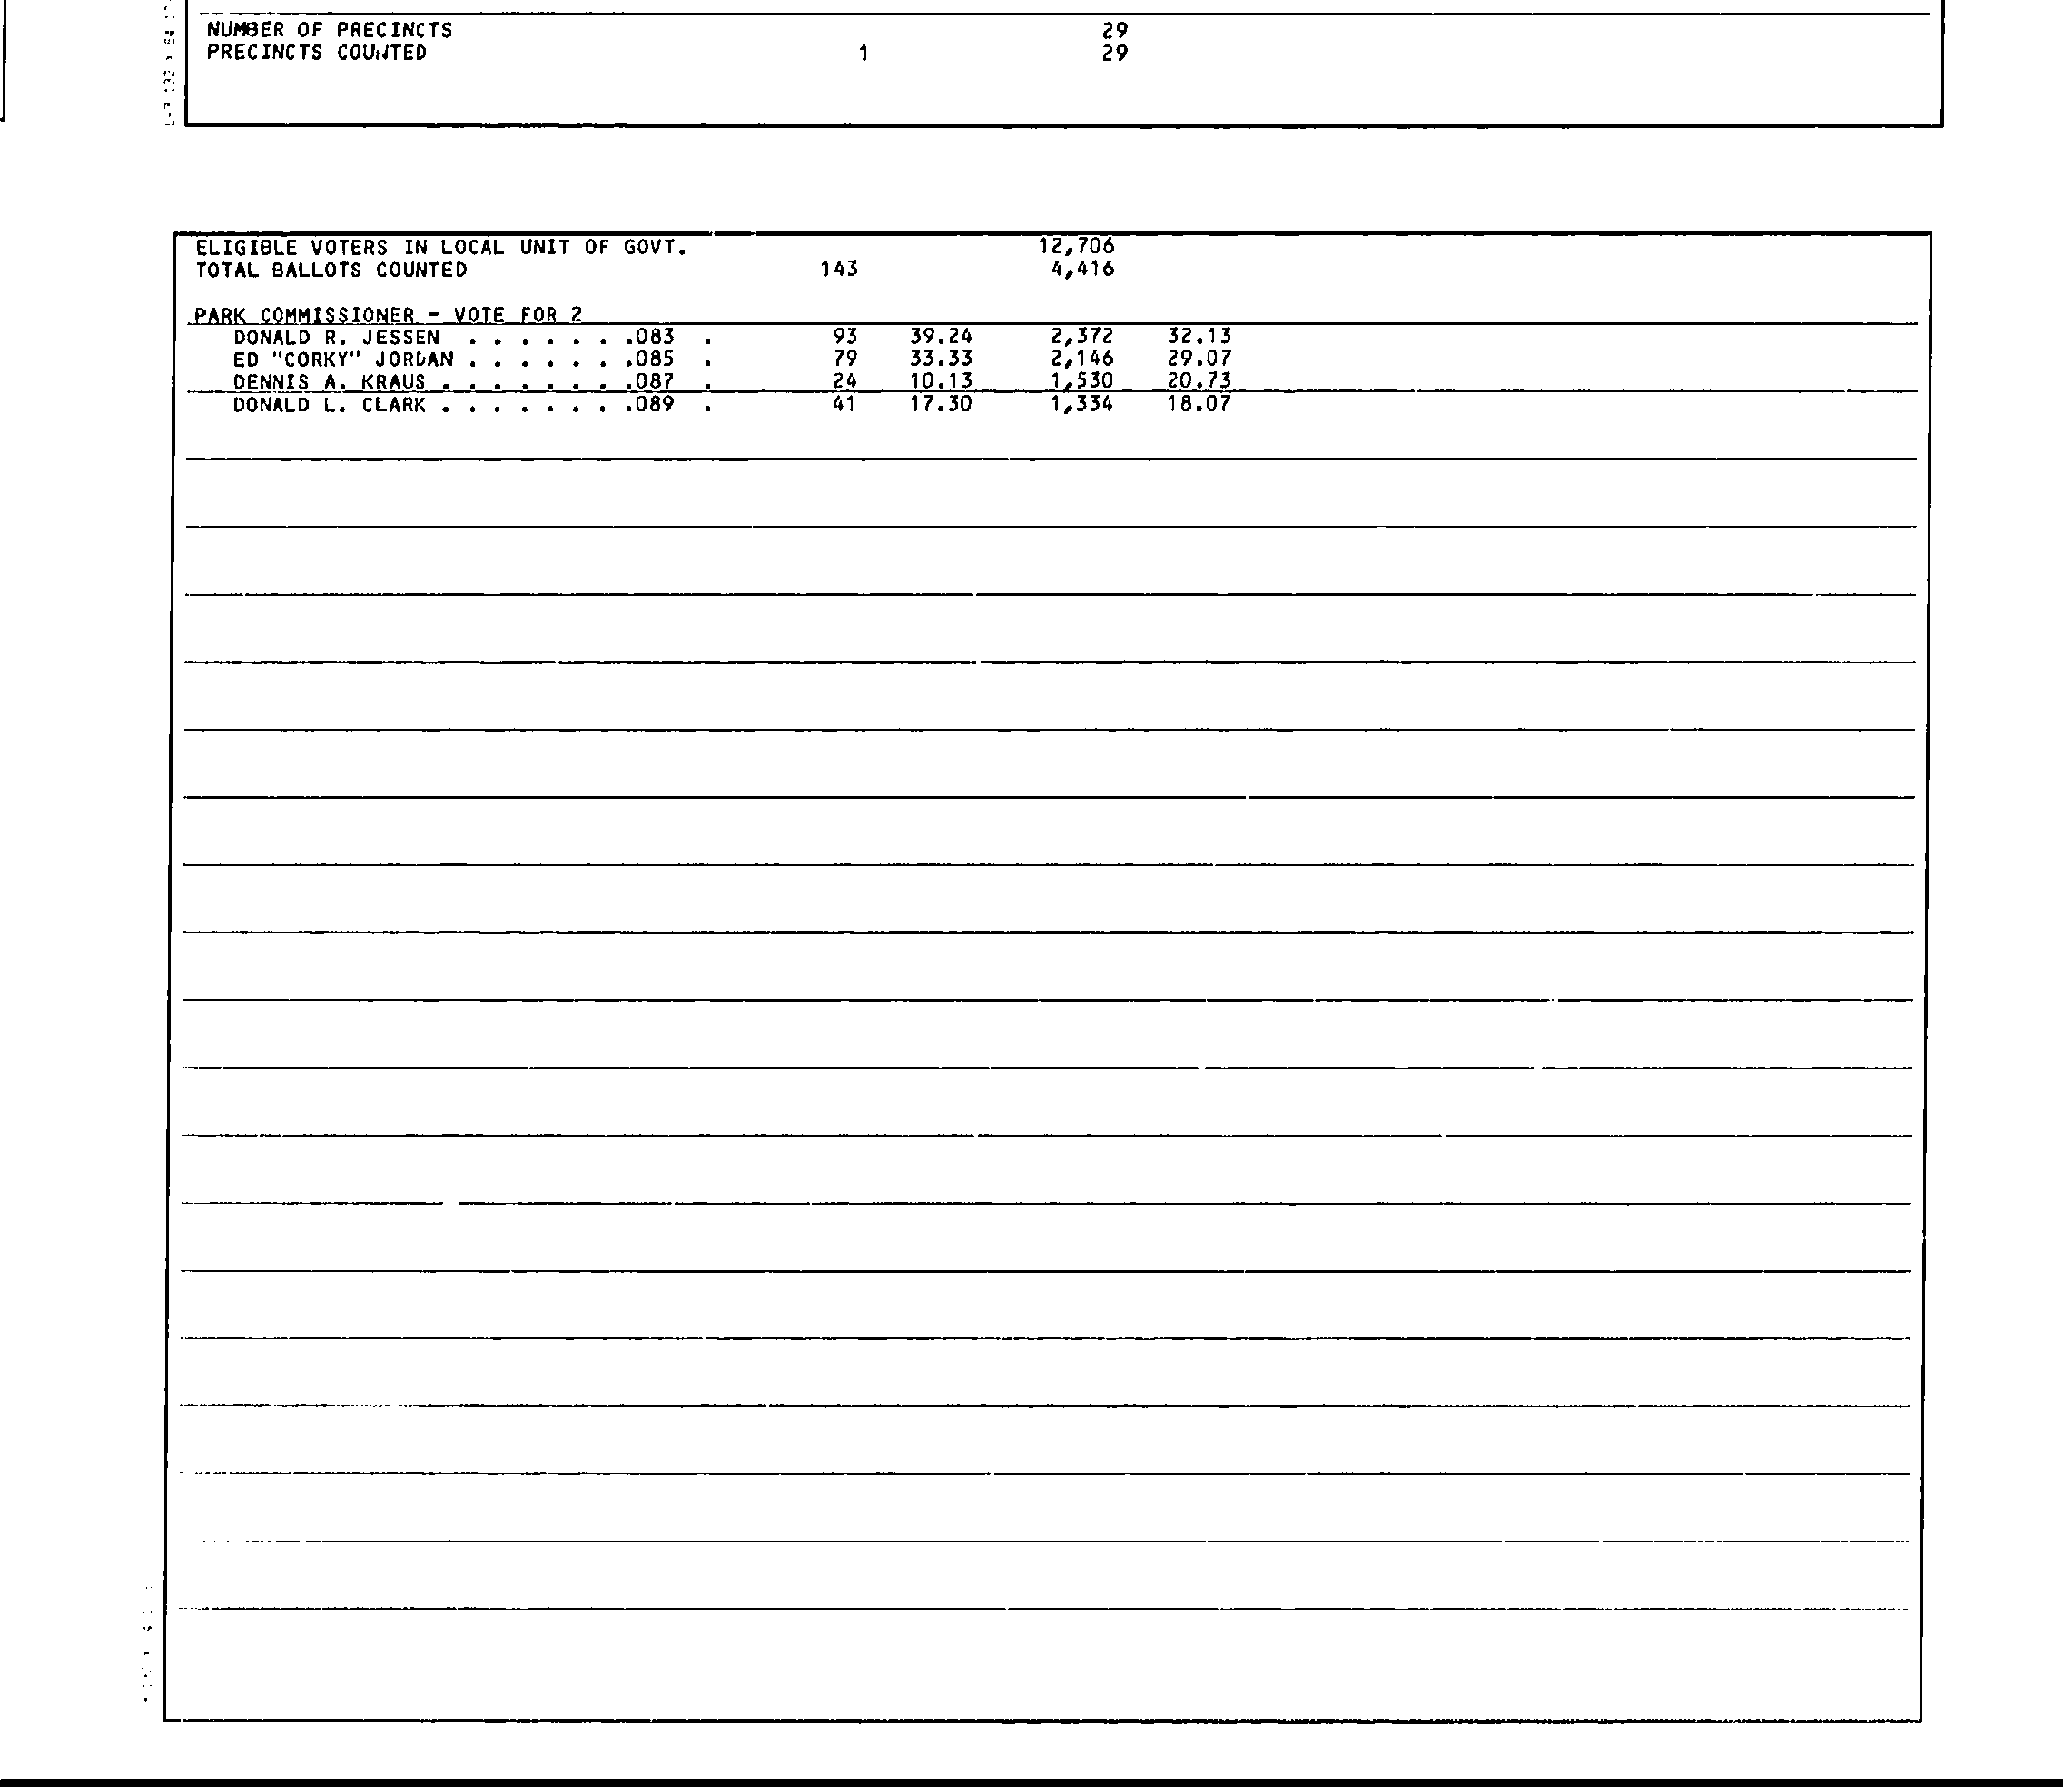 NUMBER OF PRECINCTS 29
PRECINCTS COUNTED 1 29
ELIGIBLE VOTERS IN LOCAL UNIT OF GOVT. 12,706
TOTAL BALLOTS COUNTED 143 4,416
PARK COMMISSIONER - VOTE FOR 2
DONALD R. JESSEN . . . . . . .083 . 93 39.24 2,372 32.13
ED "CORKY" JORDAN . . . . . . .085 . 79 33.33 2,146 29.07
DENNIS A. KRAUS . . . . . . . .087 . 24 10.13 1,530 20.73
DONALD L. CLARK . . . . . . . .089 . 41 17.30 1,334 18.07